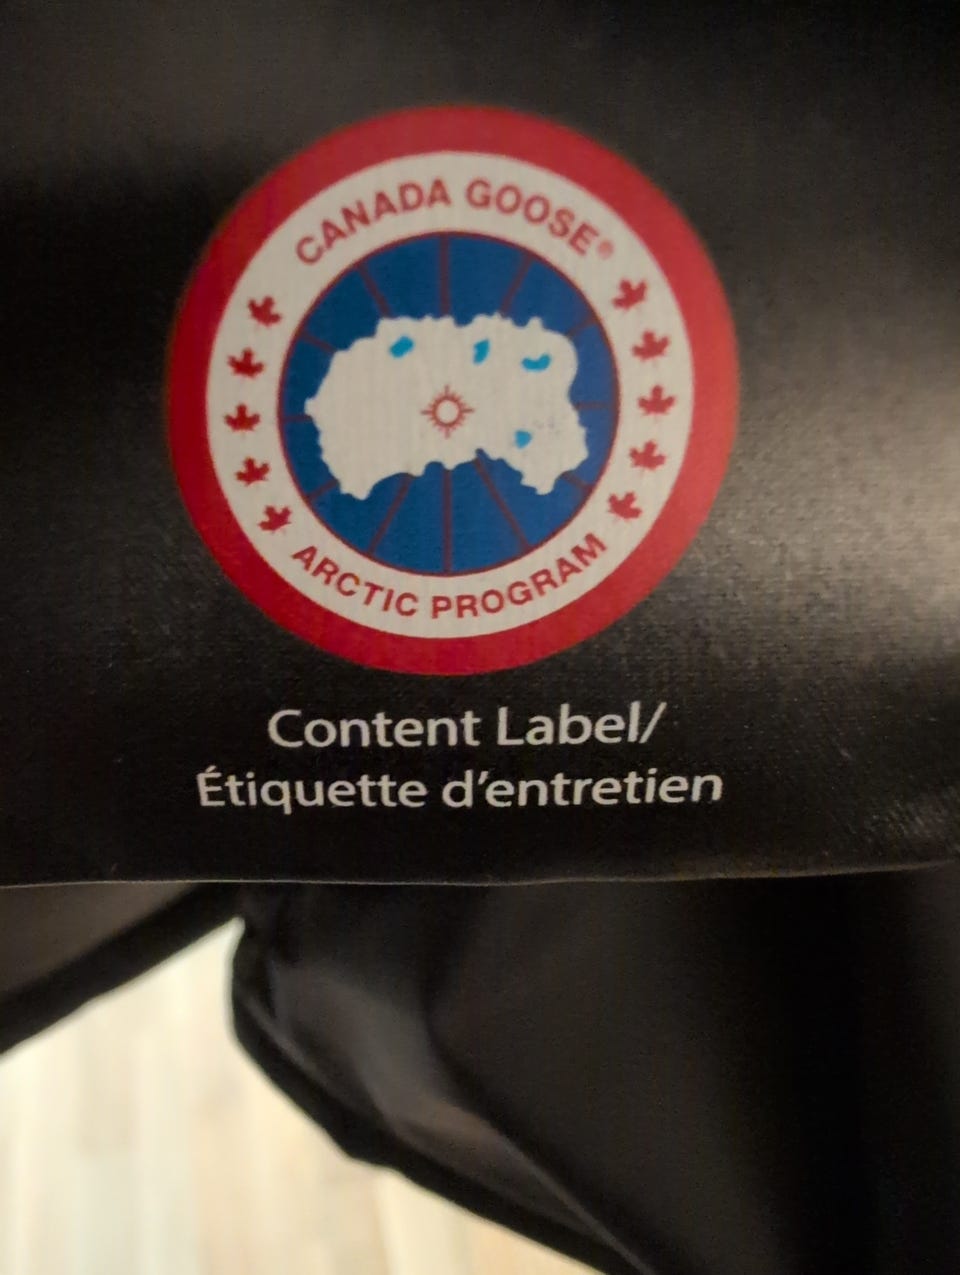 CANADA GOOSE®
ARCTIC PROGRAM
Content Label/
Étiquette d'entretien